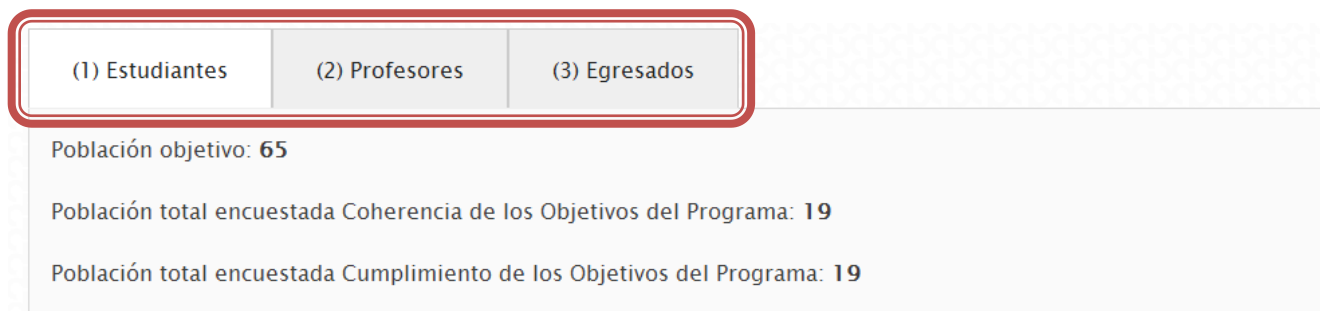 (1) Estudiantes (2) Profesores (3) Egresados
Población objetivo: 65
Población total encuestada Coherencia de los Objetivos del Programa: 19
Población total encuestada Cumplimiento de los Objetivos del Programa: 19